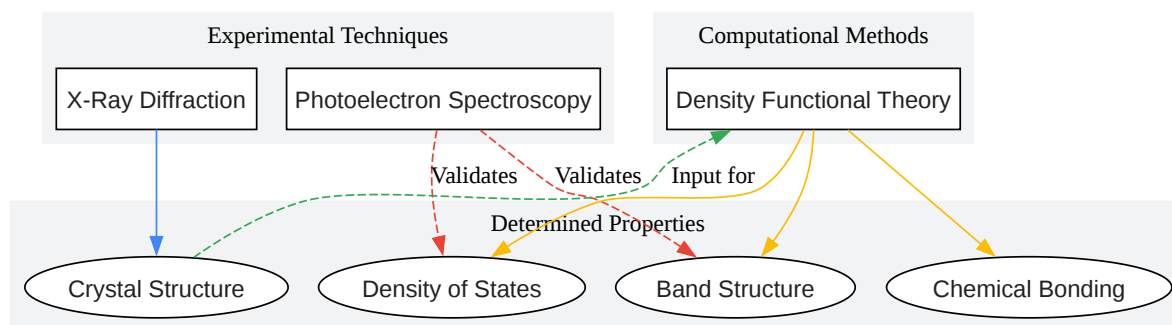 Experimental Techniques
Computational Methods
X-Ray Diffraction
Photoelectron Spectroscopy
Density Functional Theory
Validates
Validates
Input for
Determined Properties
Crystal Structure
Density of States
Band Structure
Chemical Bonding